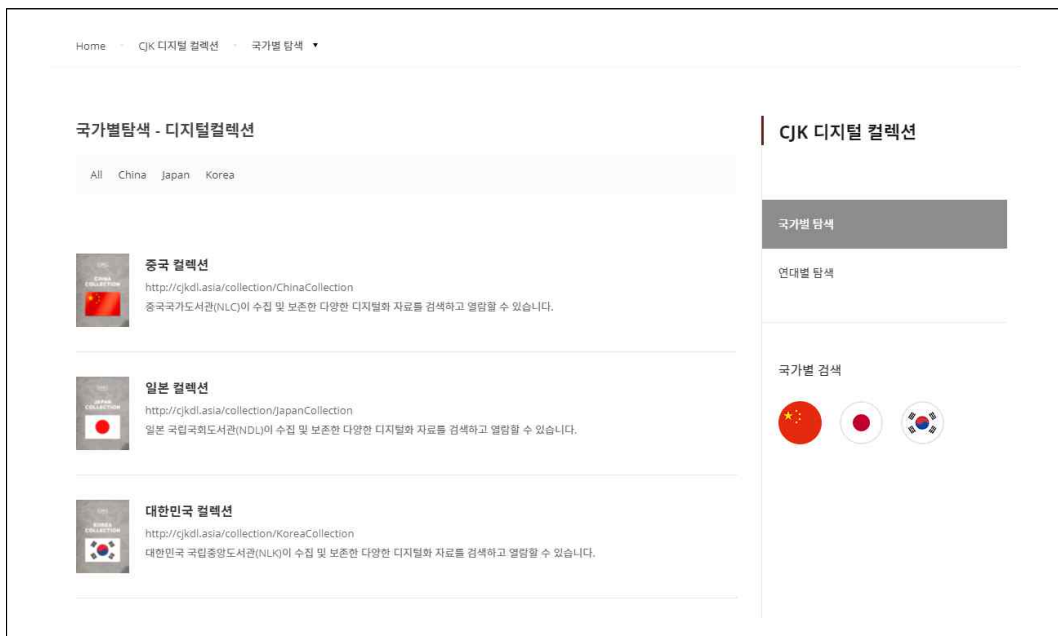 Home · CJK 디지털 컬렉션 · 국가별 탐색 ▼
국가별탐색 - 디지털컬렉션
All China Japan Korea
CHINA
COLLECTION
중국 컬렉션
http://cjkdl.asia/collection/ChinaCollection
중국국가도서관(NLC)이 수집 및 보존한 다양한 디지털화 자료를 검색하고 열람할 수 있습니다.
JAPAN
COLLECTION
일본 컬렉션
http://cjkdl.asia/collection/JapanCollection
일본 국립국회도서관(NDL)이 수집 및 보존한 다양한 디지털화 자료를 검색하고 열람할 수 있습니다.
KOREA
COLLECTION
대한민국 컬렉션
http://cjkdl.asia/collection/KoreaCollection
대한민국 국립중앙도서관(NLK)이 수집 및 보존한 다양한 디지털화 자료를 검색하고 열람할 수 있습니다.
CJK 디지털 컬렉션
국가별 탐색
연대별 탐색
국가별 검색